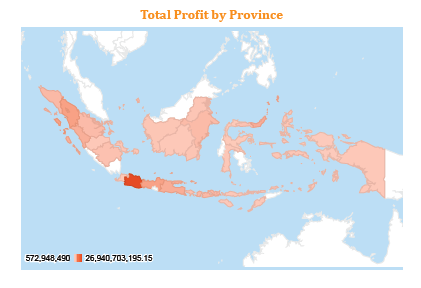 Total Profit by Province
572,948,490 26,940,703,195.15